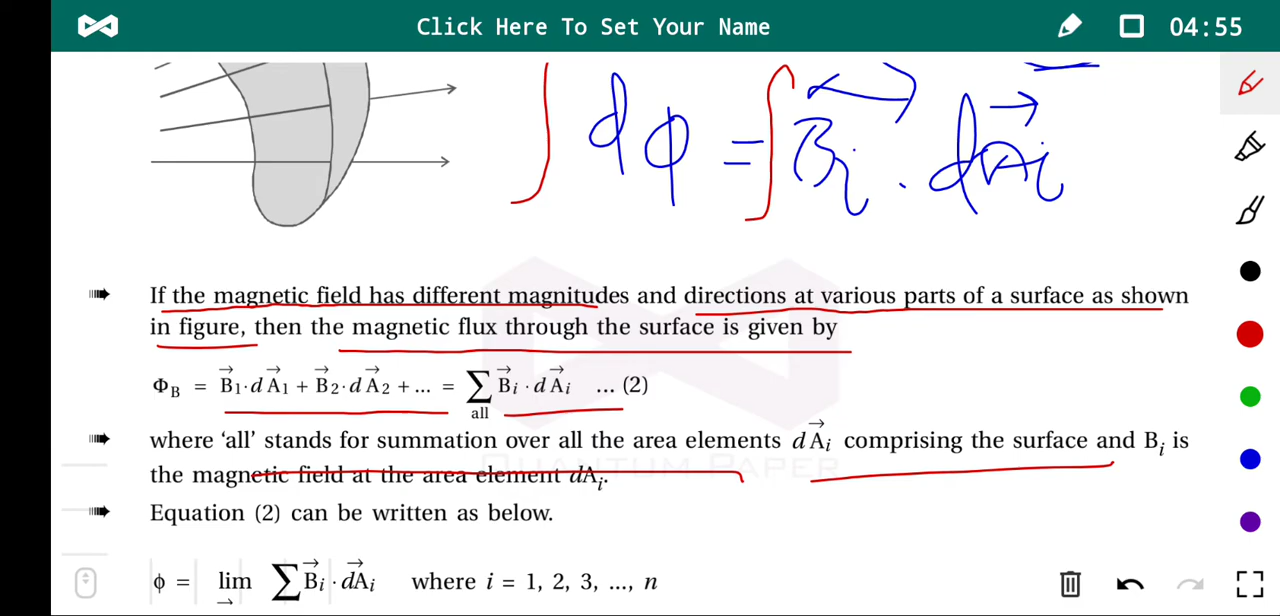 Click Here To Set Your Name
04:55
∫ dφ = ∫ B⃗i · dA⃗i
If the magnetic field has different magnitudes and directions at various parts of a surface as shown
in figure, then the magnetic flux through the surface is given by
Φ_B = B⃗₁·dA⃗₁ + B⃗₂·dA⃗₂ + ... = ∑_all B⃗ᵢ · dA⃗ᵢ ... (2)
where ‘all’ stands for summation over all the area elements dA⃗ᵢ comprising the surface and Bᵢ is
the magnetic field at the area element dAᵢ.
QUANTUM PAPER
Equation (2) can be written as below.
ϕ = lim ∑ B⃗ᵢ · dA⃗ᵢ where i = 1, 2, 3, ..., n